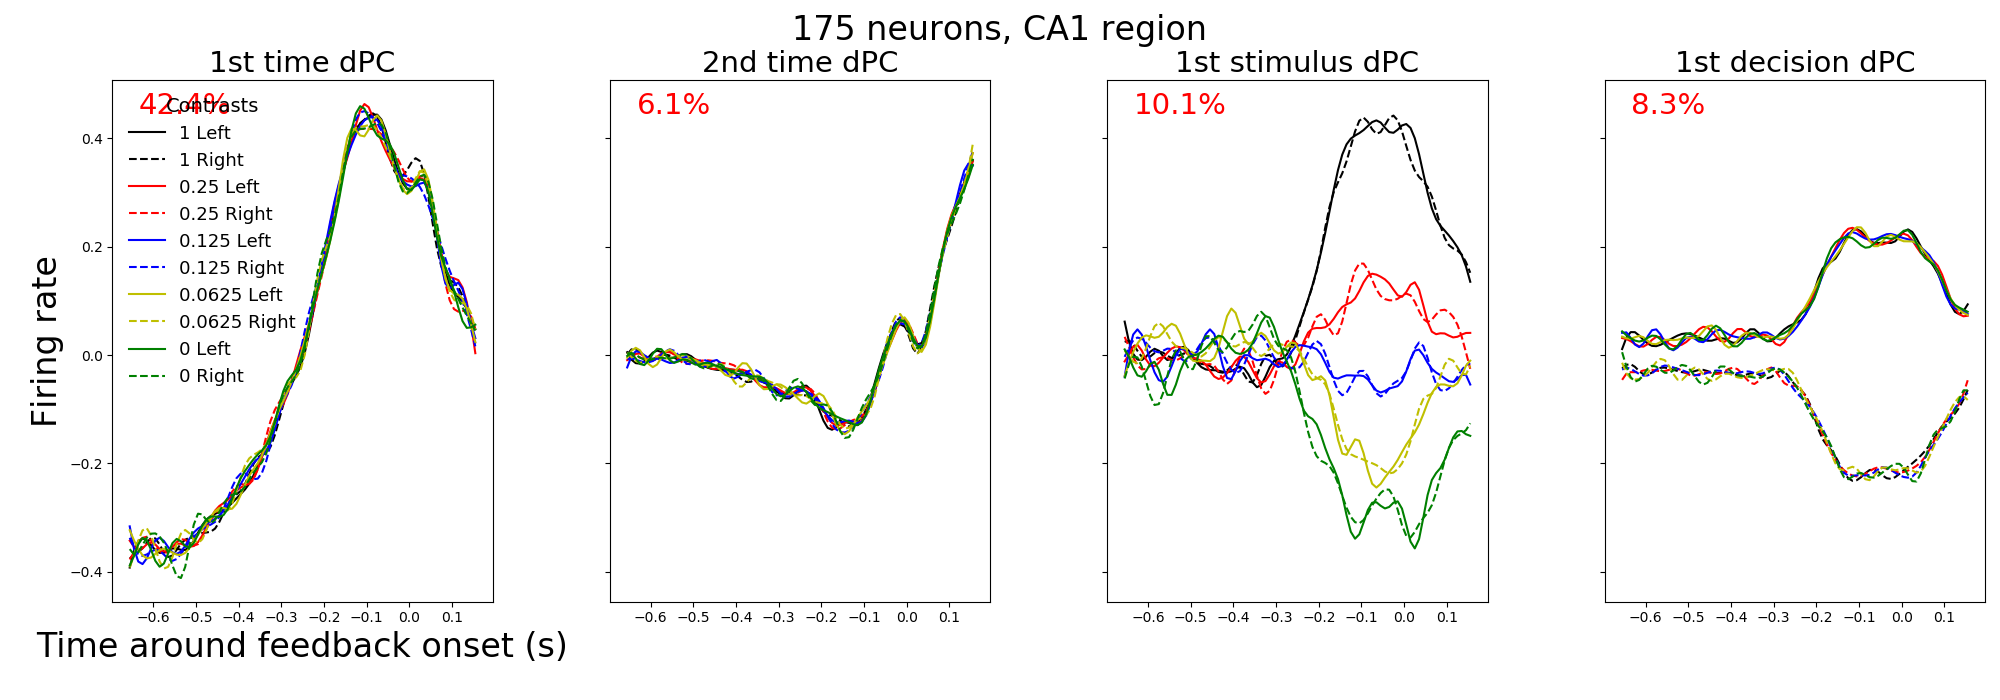 175 neurons, CA1 region
1st time dPC
2nd time dPC
1st stimulus dPC
1st decision dPC
42.4%
6.1%
10.1%
8.3%
Contrasts
1 Left
1 Right
0.25 Left
0.25 Right
0.125 Left
0.125 Right
0.0625 Left
0.0625 Right
0 Left
0 Right
Firing rate
0.4
0.2
0.0
−0.2
−0.4
−0.6 −0.5 −0.4 −0.3 −0.2 −0.1 0.0 0.1
−0.6 −0.5 −0.4 −0.3 −0.2 −0.1 0.0 0.1
−0.6 −0.5 −0.4 −0.3 −0.2 −0.1 0.0 0.1
−0.6 −0.5 −0.4 −0.3 −0.2 −0.1 0.0 0.1
Time around feedback onset (s)